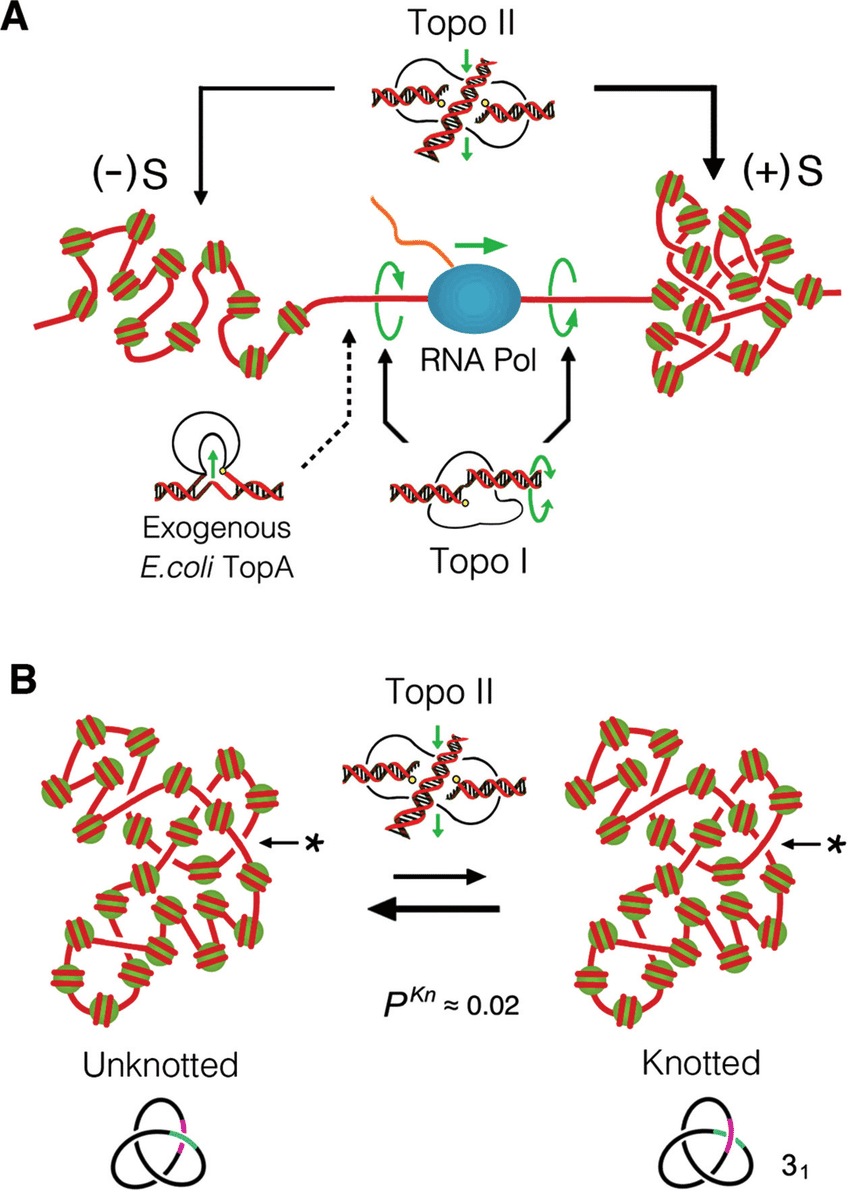 A
Topo II
(-)S
(+)S
RNA Pol
Exogenous
E.coli TopA
Topo I
B
Topo II
*
*
P^Kn ≈ 0.02
Unknotted
Knotted
3₁